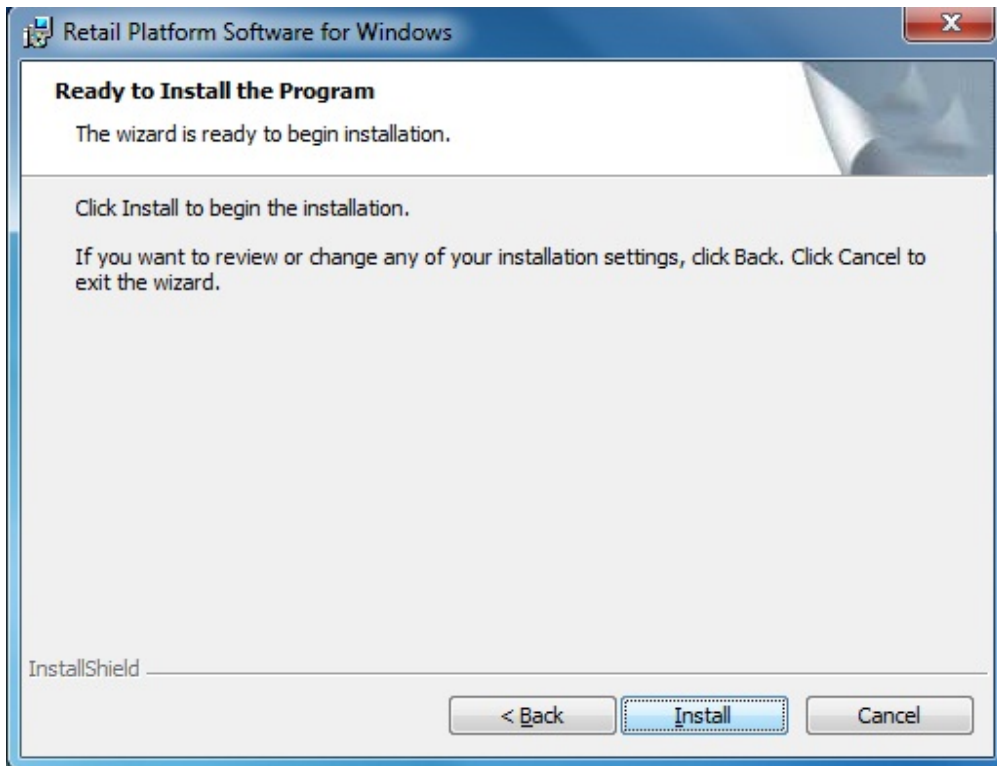 Retail Platform Software for Windows
Ready to Install the Program
The wizard is ready to begin installation.
Click Install to begin the installation.
If you want to review or change any of your installation settings, click Back. Click Cancel to
exit the wizard.
InstallShield
< Back
Install
Cancel